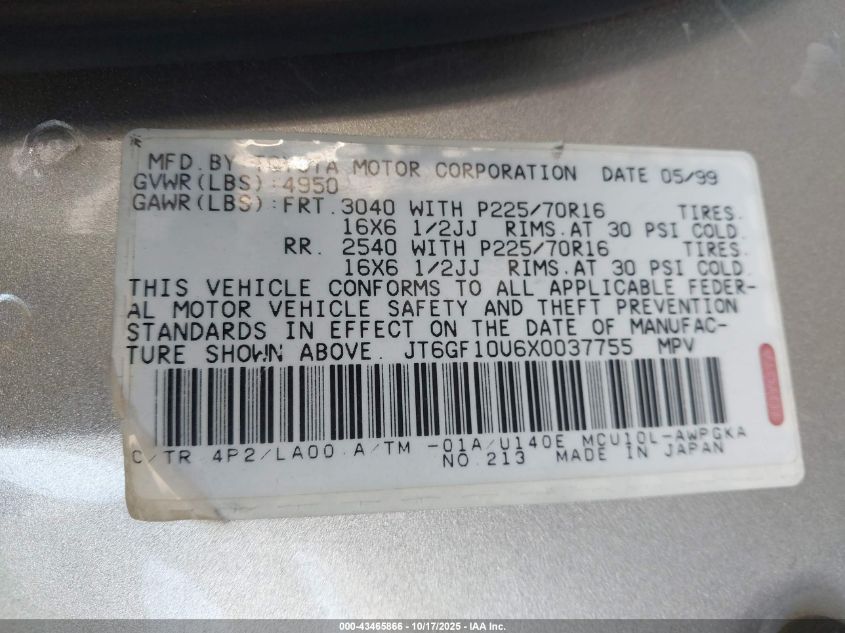 MFD.BY TOYOTA MOTOR CORPORATION DATE 05/99
GVWR(LBS):4950
GAWR(LBS):FRT.3040 WITH P225/70R16 TIRES.
16X6 1/2JJ RIMS.AT 30 PSI COLD.
RR. 2540 WITH P225/70R16 TIRES.
16X6 1/2JJ RIMS.AT 30 PSI COLD.
THIS VEHICLE CONFORMS TO ALL APPLICABLE FEDER-
AL MOTOR VEHICLE SAFETY AND THEFT PREVENTION
STANDARDS IN EFFECT ON THE DATE OF MANUFAC-
TURE SHOWN ABOVE. JT6GF10U6X0037755 MPV
C/TR 4P2/LA00 A/TM -01A/U140E MCU10L-AWPGKA
NO.213 MADE IN JAPAN
000-43465866 - 10/17/2025 - IAA Inc.